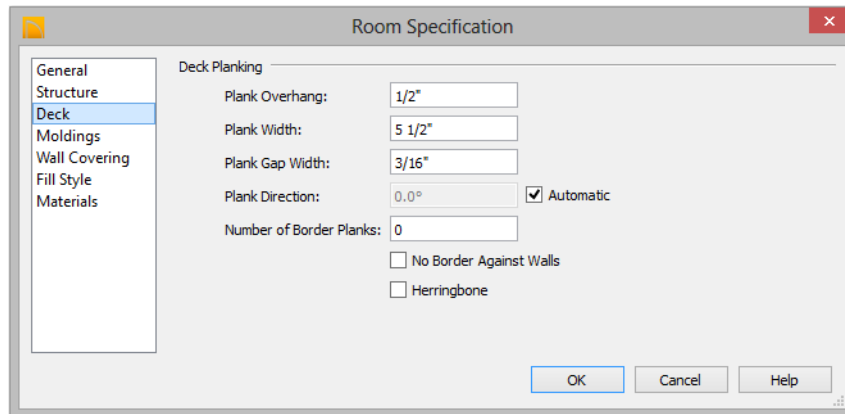 Room Specification
General
Structure
Deck
Moldings
Wall Covering
Fill Style
Materials
Deck Planking
Plank Overhang: 1/2"
Plank Width: 5 1/2"
Plank Gap Width: 3/16"
Plank Direction: 0.0° Automatic
Number of Border Planks: 0
No Border Against Walls
Herringbone
OK Cancel Help